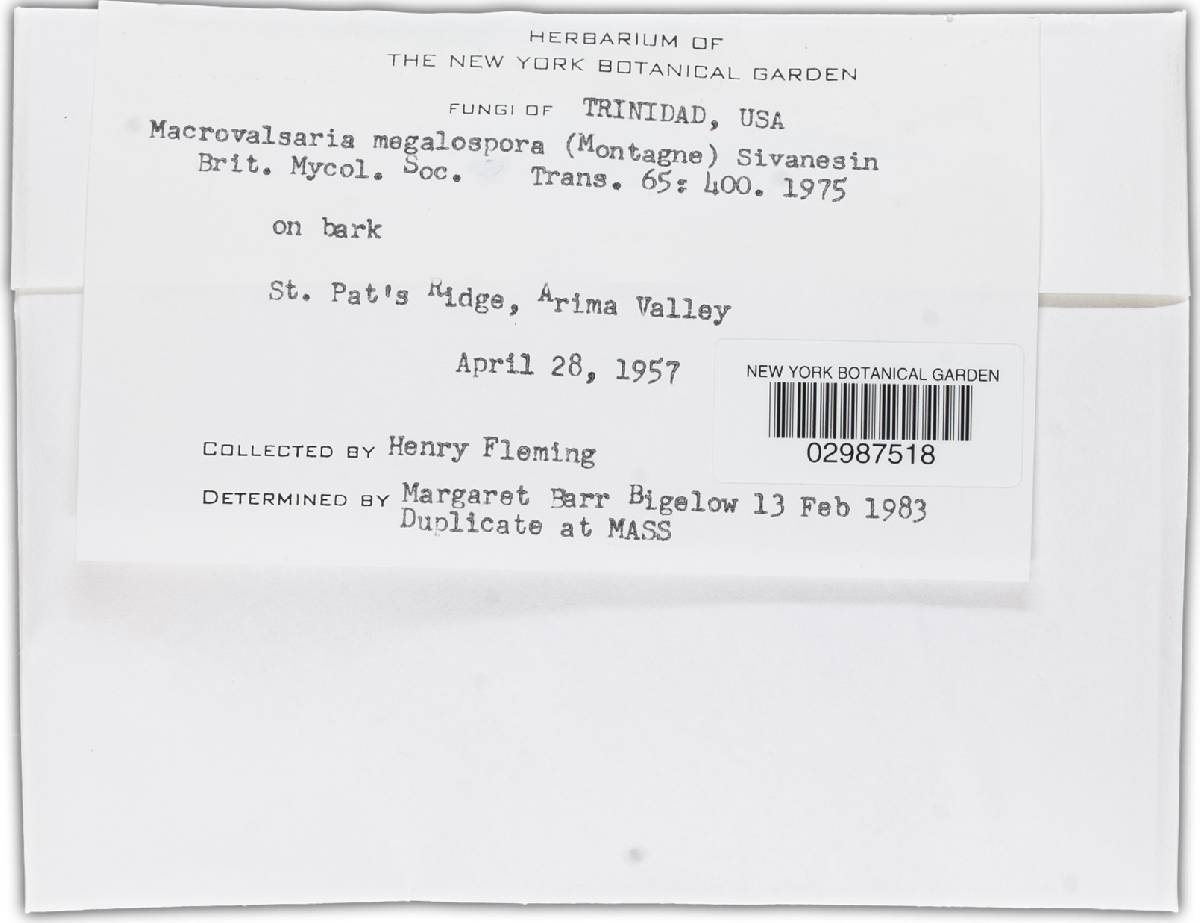 HERBARIUM OF
THE NEW YORK BOTANICAL GARDEN
FUNGI OF TRINIDAD, USA
Macrovalsaria megalospora (Montagne) Sivanesin
Brit. Mycol. Soc. Trans. 65: 400. 1975
on bark
St. Pat's Ridge, Arima Valley
April 28, 1957
NEW YORK BOTANICAL GARDEN
02987518
COLLECTED BY Henry Fleming
DETERMINED BY Margaret Barr Bigelow 13 Feb 1983
Duplicate at MASS